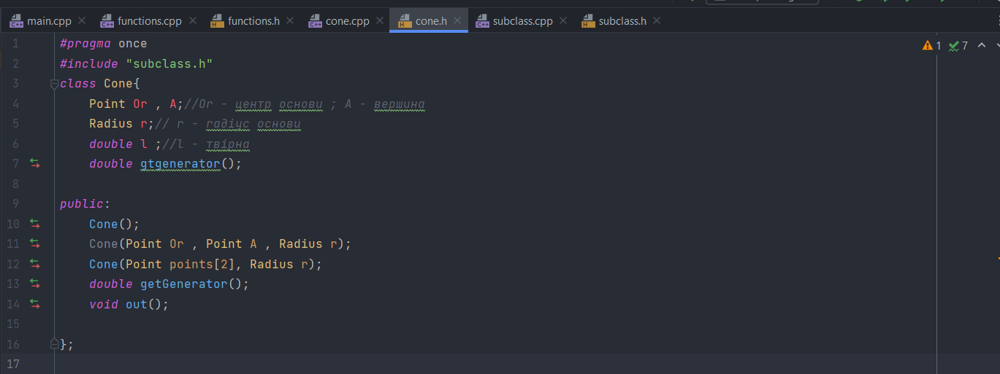 main.cpp functions.cpp functions.h cone.cpp cone.h subclass.cpp subclass.h
1 #pragma once
2 #include "subclass.h"
3 class Cone{
4 Point Or , A;//Or - центр основи ; A - вершина
5 Radius r;// r - гадіус основи
6 double l ;//l - твірна
7 double gtgenerator();
8
9 public:
10 Cone();
11 Cone(Point Or , Point A , Radius r);
12 Cone(Point points[2], Radius r);
13 double getGenerator();
14 void out();
15
16 };
17
1 7